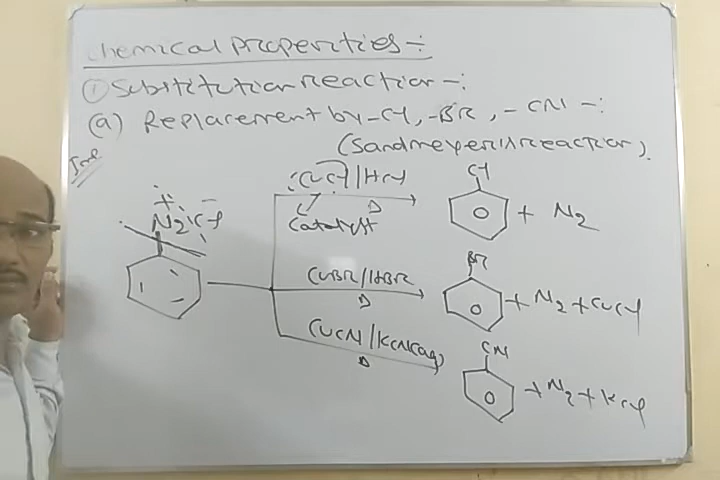 Chemical Properties:-
① Substitution reaction -:
(a) Replacement by -Cl, -BR, -CN -:
(Sandmeyer's reaction).
Imp
CuCl/HCl
Δ
Catalyst
Cl
+ N2
+ -
N2Cl
CuBR/HBR
Δ
BR
+ N2 + CuCl
CuCN/KCN(aq)
Δ
CN
+ N2 + KCl